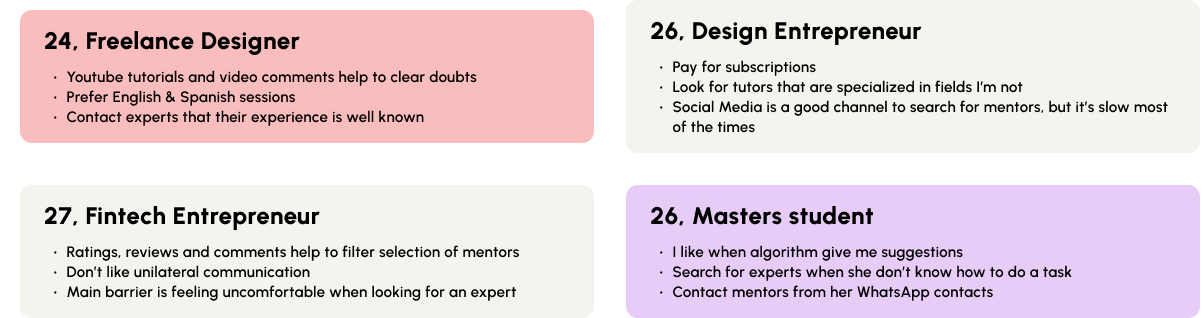 24, Freelance Designer
· Youtube tutorials and video comments help to clear doubts
· Prefer English & Spanish sessions
· Contact experts that their experience is well known
26, Design Entrepreneur
· Pay for subscriptions
· Look for tutors that are specialized in fields I'm not
· Social Media is a good channel to search for mentors, but it's slow most
of the times
27, Fintech Entrepreneur
· Ratings, reviews and comments help to filter selection of mentors
· Don't like unilateral communication
· Main barrier is feeling uncomfortable when looking for an expert
26, Masters student
· I like when algorithm give me suggestions
· Search for experts when she don't know how to do a task
· Contact mentors from her WhatsApp contacts